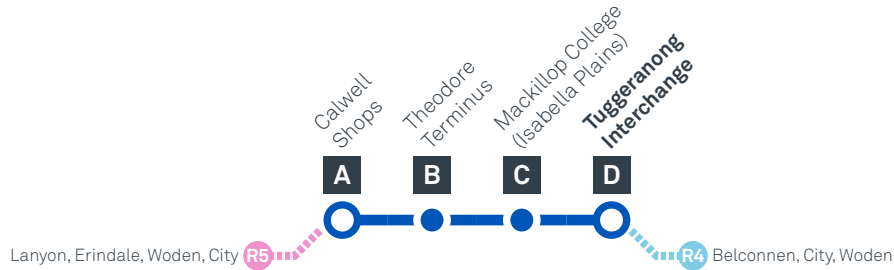 Calwell
Shops
Theodore
Terminus
Mackillop College
(Isabella Plains)
Tuggeranong
Interchange
A
B
C
D
Lanyon, Erindale, Woden, City
R5
R4
Belconnen, City, Woden